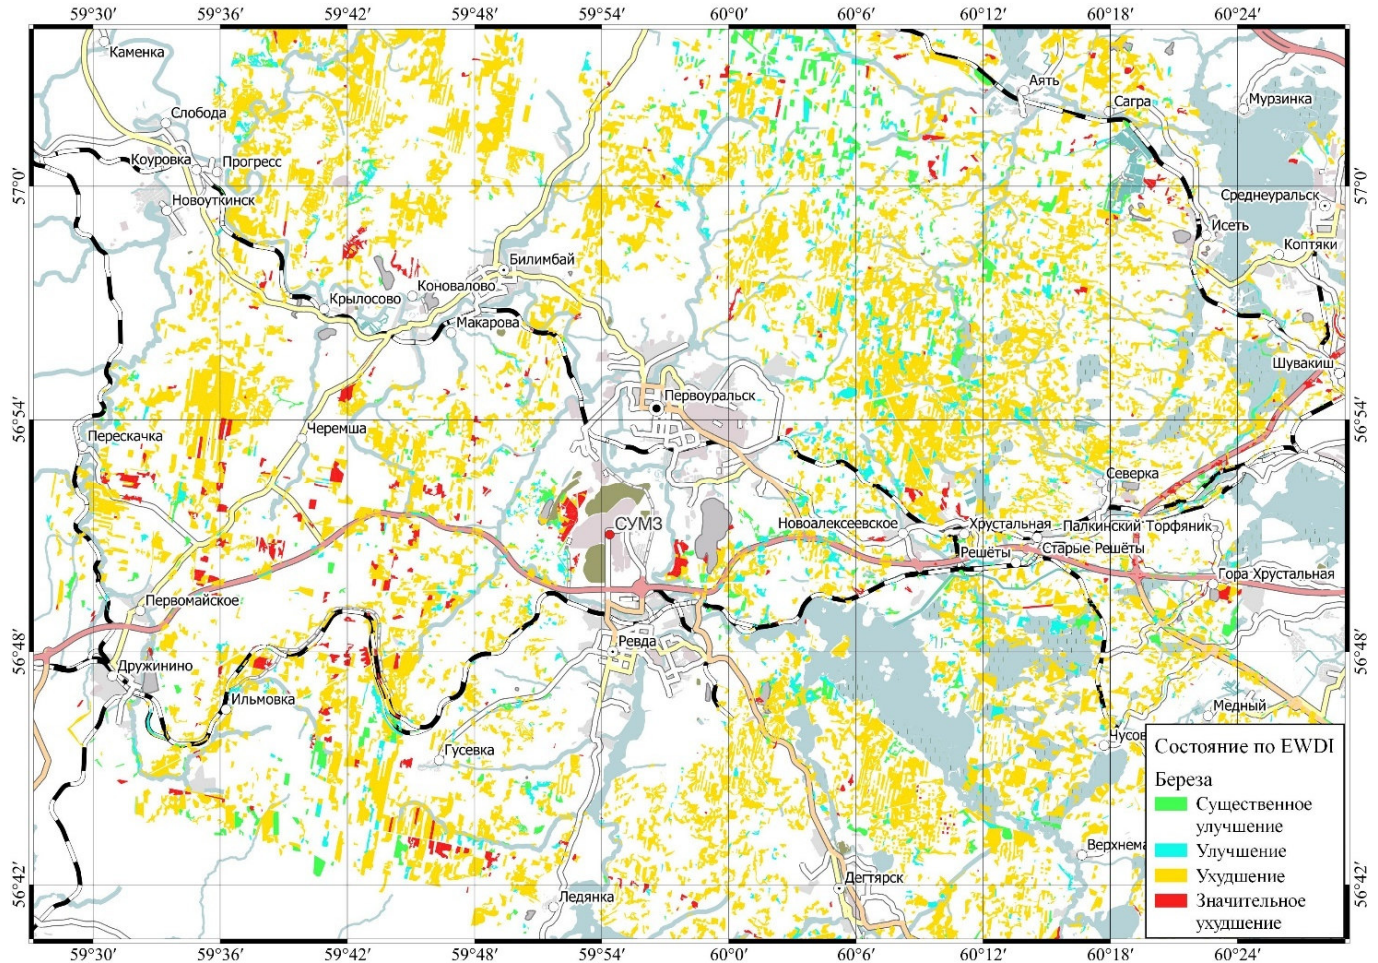 59°30′ 59°36′ 59°42′ 59°48′ 59°54′ 60°0′ 60°6′ 60°12′ 60°18′ 60°24′
Каменка
Аять
Мурзинка
Сагра
Слобода
Коуровка
Прогресс
57°0′
57°0′
Новоуткинск
Среднеуральск
Исеть
Коптяки
Билимбай
Коновалово
Крылосово
Макарова
Шувакиш
Первоуральск
56°54′
56°54′
Черемша
Перескачка
Северка
СУМЗ
Новоалексеевское
Хрустальная
Палкинский Торфяник
Решёты
Старые Решёты
Гора Хрустальная
Первомайское
Ревда
56°48′
56°48′
Дружинино
Ильмовка
Медный
Гусевка
Чусов
Состояние по EWDI
Береза
Существенное
улучшение
Улучшение
Ухудшение
Значительное
ухудшение
Верхнема
Дегтярск
56°42′
56°42′
Ледянка
59°30′ 59°36′ 59°42′ 59°48′ 59°54′ 60°0′ 60°6′ 60°12′ 60°18′ 60°24′